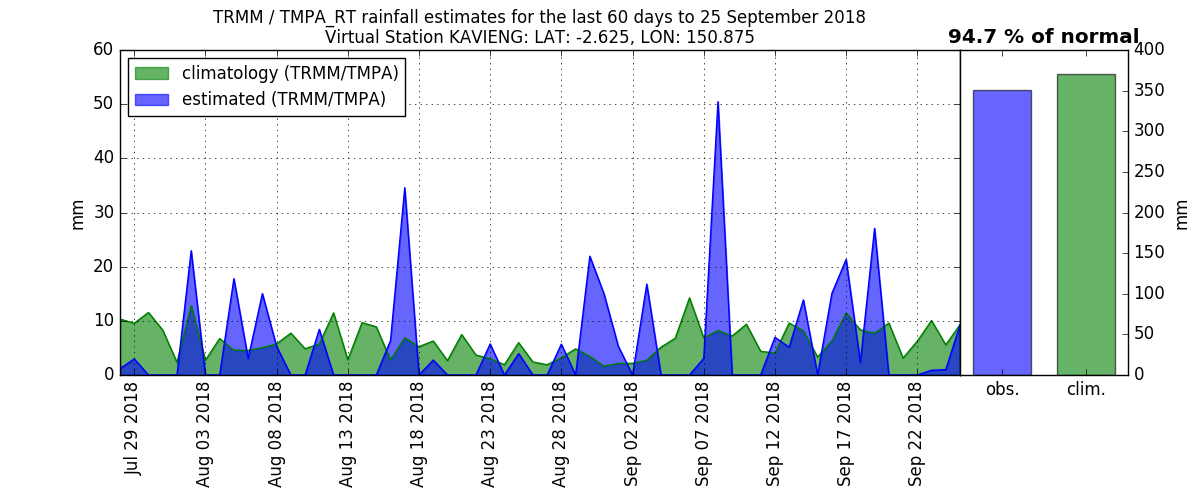 TRMM / TMPA_RT rainfall estimates for the last 60 days to 25 September 2018
Virtual Station KAVIENG: LAT: -2.625, LON: 150.875
94.7 % of normal
climatology (TRMM/TMPA)
estimated (TRMM/TMPA)
60
50
40
30
20
10
0
mm
400
350
300
250
200
150
100
50
0
mm
Jul 29 2018
Aug 03 2018
Aug 08 2018
Aug 13 2018
Aug 18 2018
Aug 23 2018
Aug 28 2018
Sep 02 2018
Sep 07 2018
Sep 12 2018
Sep 17 2018
Sep 22 2018
obs.
clim.